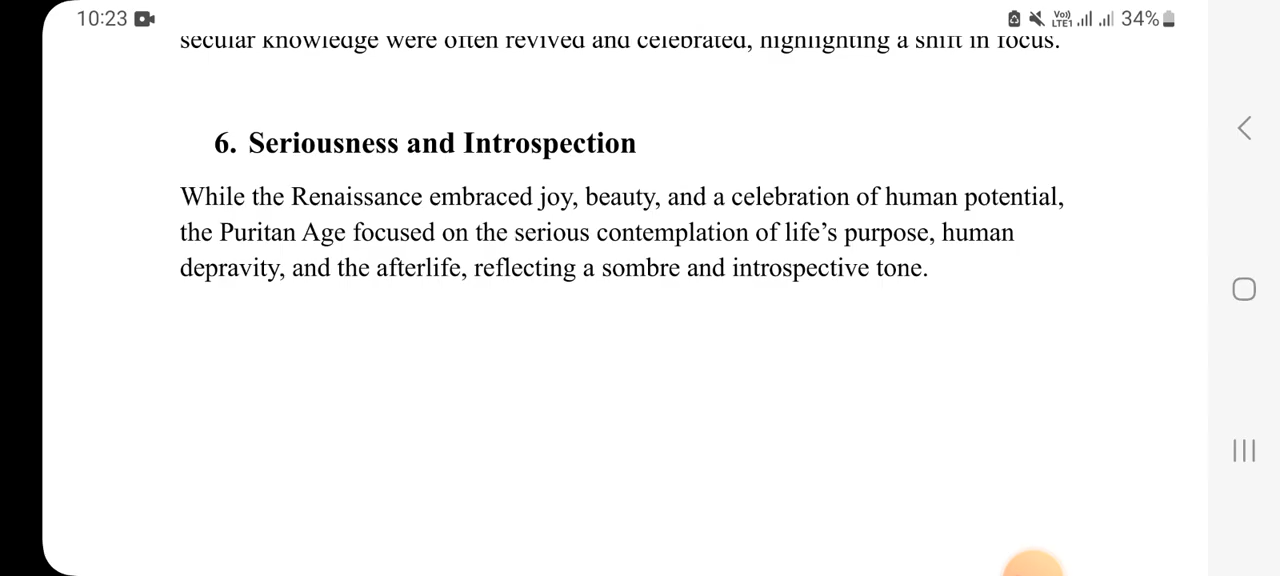 10:23
Vo)) LTE1 34%
secular knowledge were often revived and celebrated, highlighting a shift in focus.
6. Seriousness and Introspection
While the Renaissance embraced joy, beauty, and a celebration of human potential,
the Puritan Age focused on the serious contemplation of life’s purpose, human
depravity, and the afterlife, reflecting a sombre and introspective tone.